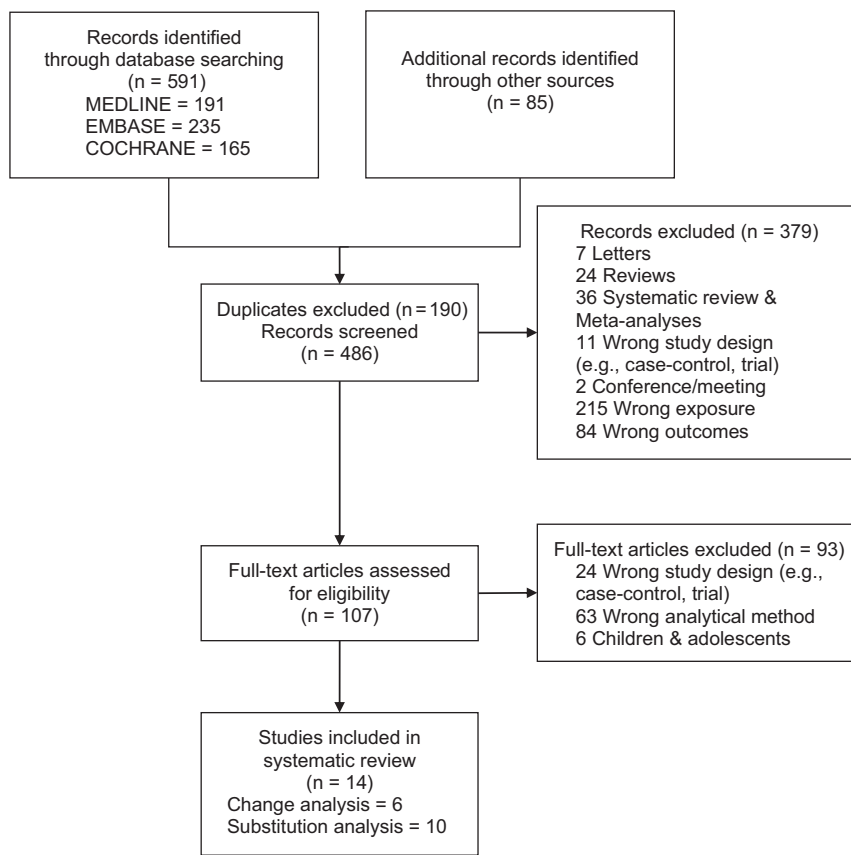 Records identified
through database searching
(n = 591)
MEDLINE = 191
EMBASE = 235
COCHRANE = 165
Additional records identified
through other sources
(n = 85)
Duplicates excluded (n = 190)
Records screened
(n = 486)
Records excluded (n = 379)
7 Letters
24 Reviews
36 Systematic review &
Meta-analyses
11 Wrong study design
(e.g., case-control, trial)
2 Conference/meeting
215 Wrong exposure
84 Wrong outcomes
Full-text articles assessed
for eligibility
(n = 107)
Full-text articles excluded (n = 93)
24 Wrong study design (e.g.,
case-control, trial)
63 Wrong analytical method
6 Children & adolescents
Studies included in
systematic review
(n = 14)
Change analysis = 6
Substitution analysis = 10